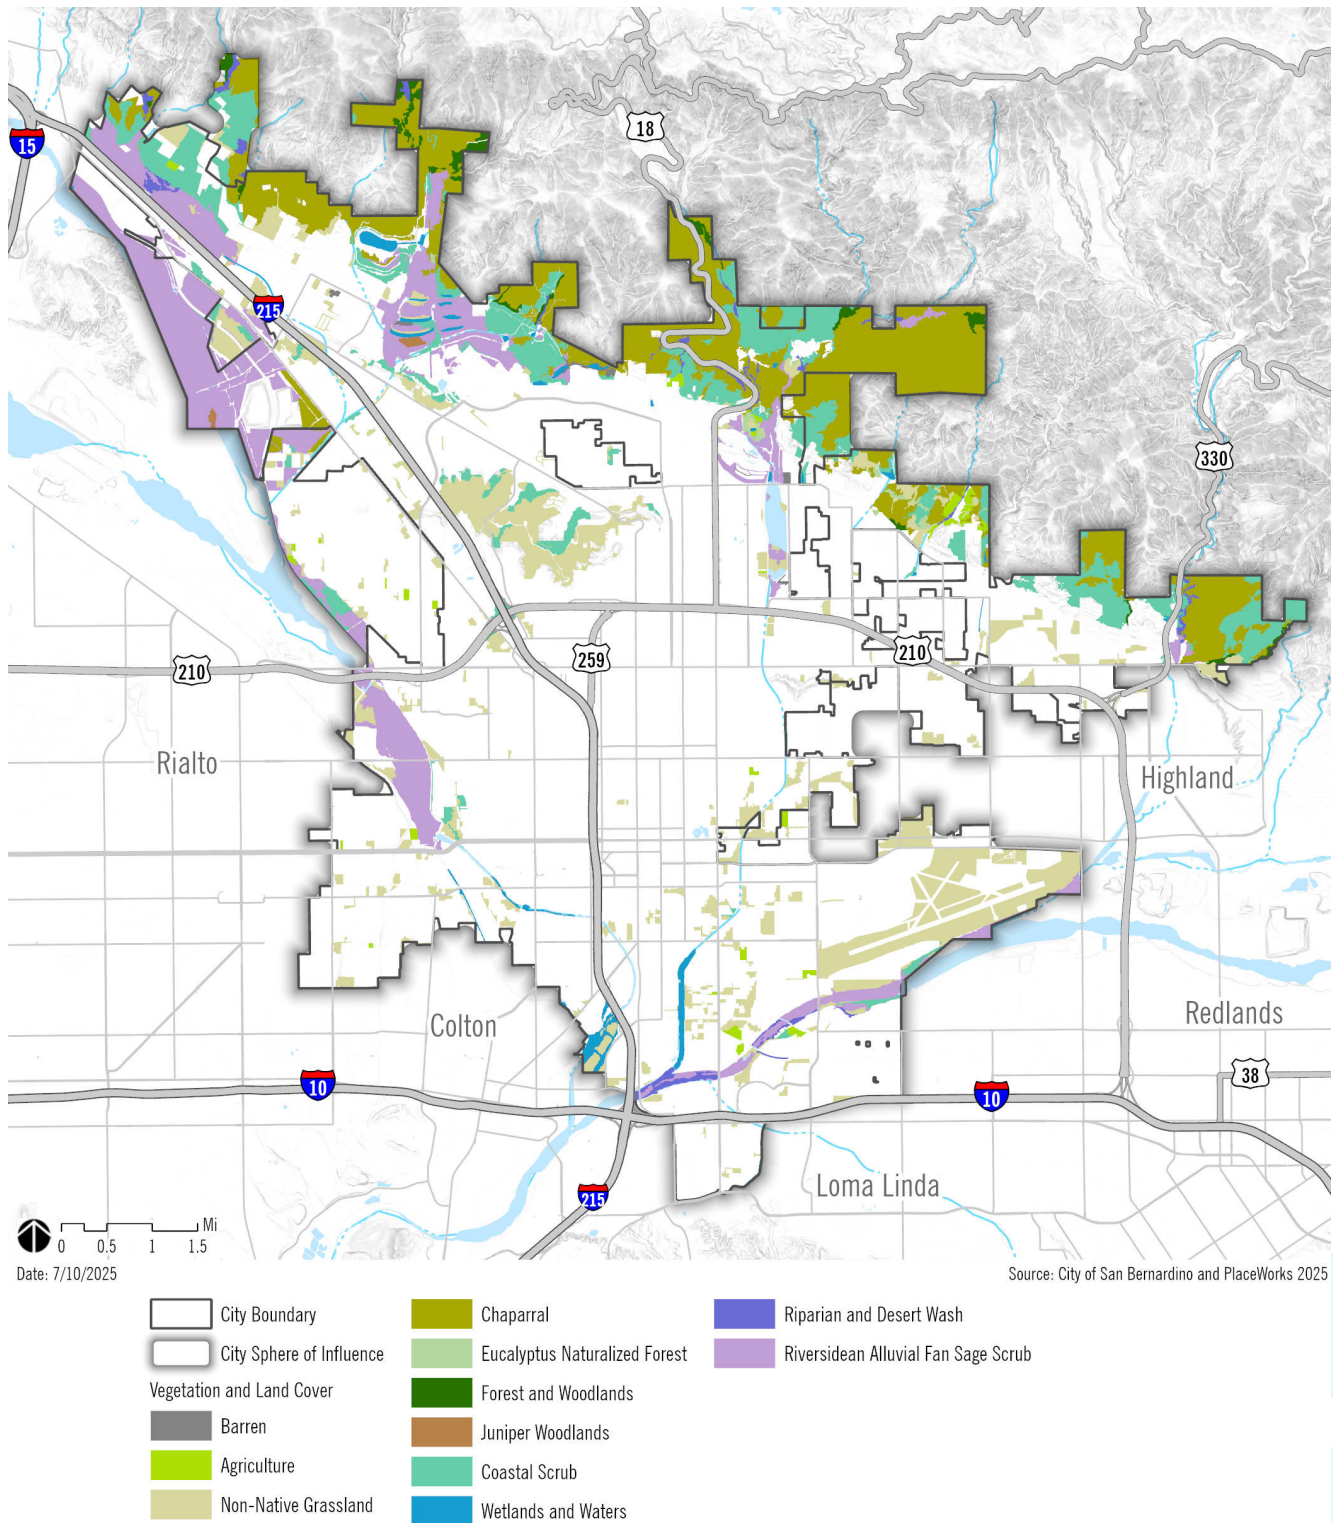 18
15
215
330
210
259
210
Rialto
Highland
Colton
Redlands
10
10
38
215
Loma Linda
Mi
0 0.5 1 1.5
Date: 7/10/2025
Source: City of San Bernardino and PlaceWorks 2025
City Boundary
City Sphere of Influence
Vegetation and Land Cover
Barren
Agriculture
Non-Native Grassland
Chaparral
Eucalyptus Naturalized Forest
Forest and Woodlands
Juniper Woodlands
Coastal Scrub
Wetlands and Waters
Riparian and Desert Wash
Riversidean Alluvial Fan Sage Scrub